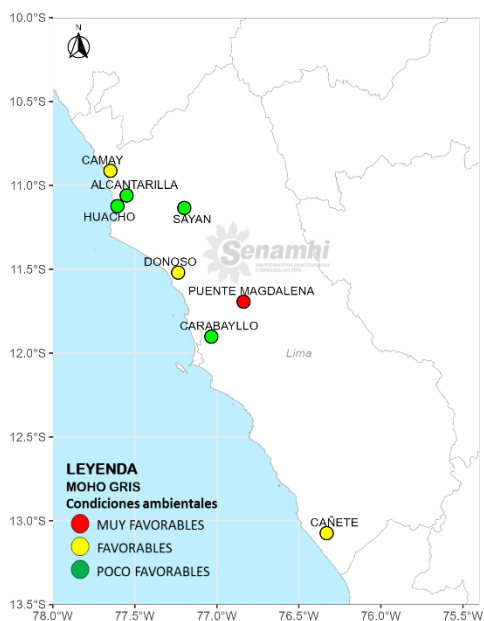 10.0°S
N
10.5°S
CAMAY
11.0°S
ALCANTARILLA
HUACHO
SAYAN
Senamhi
DONOSO
11.5°S
PUENTE MAGDALENA
CARABAYLLO
12.0°S
Lima
12.5°S
LEYENDA
MOHO GRIS
Condiciones ambientales
MUY FAVORABLES
FAVORABLES
POCO FAVORABLES
CAÑETE
13.0°S
13.5°S
78.0°W 77.5°W 77.0°W 76.5°W 76.0°W 75.5°W